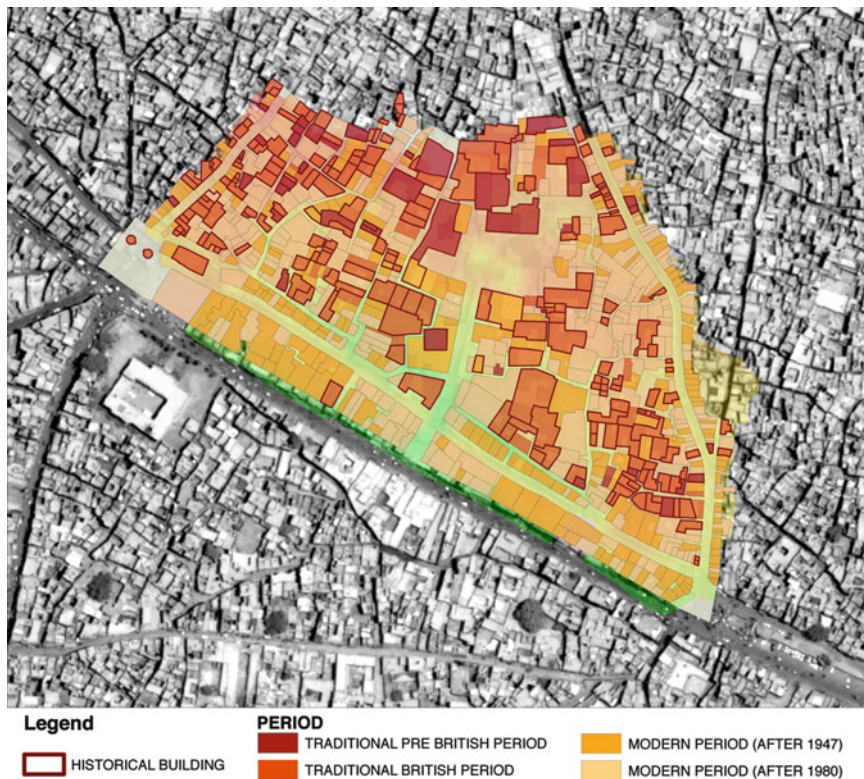 Legend
HISTORICAL BUILDING
PERIOD
TRADITIONAL PRE BRITISH PERIOD
TRADITIONAL BRITISH PERIOD
MODERN PERIOD (AFTER 1947)
MODERN PERIOD (AFTER 1980)